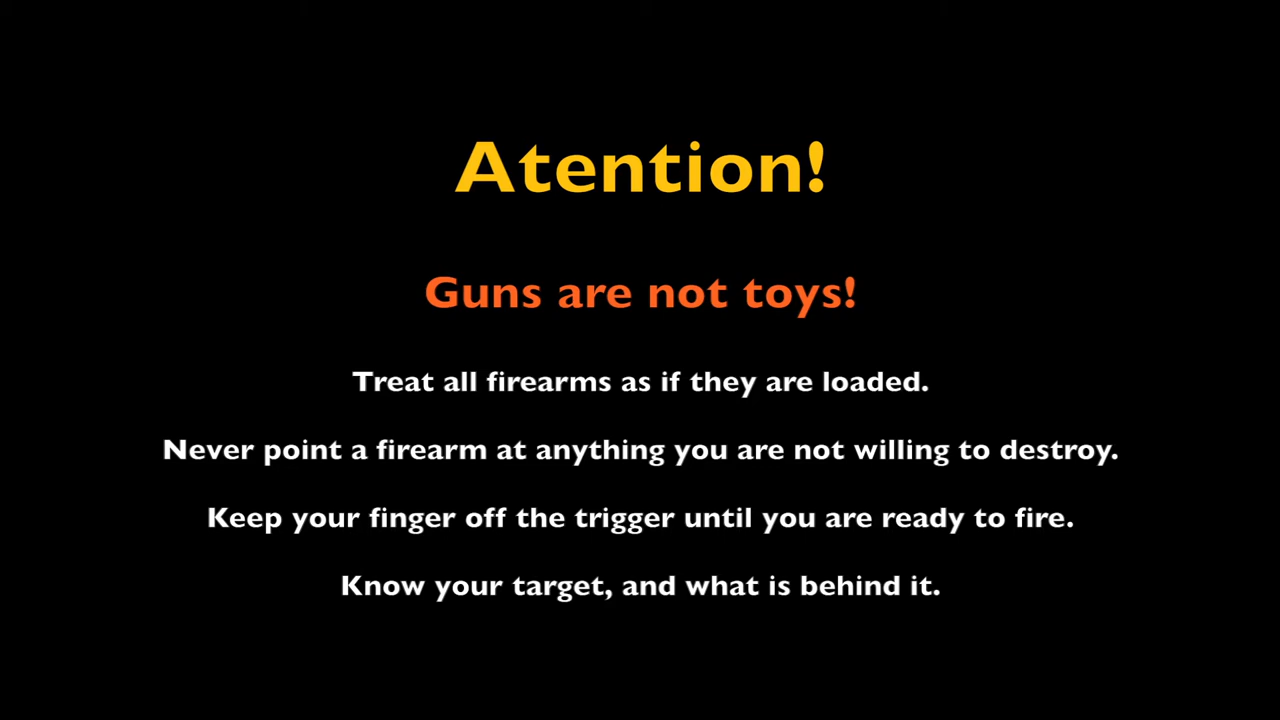 Atention!
Guns are not toys!
Treat all firearms as if they are loaded.
Never point a firearm at anything you are not willing to destroy.
Keep your finger off the trigger until you are ready to fire.
Know your target, and what is behind it.